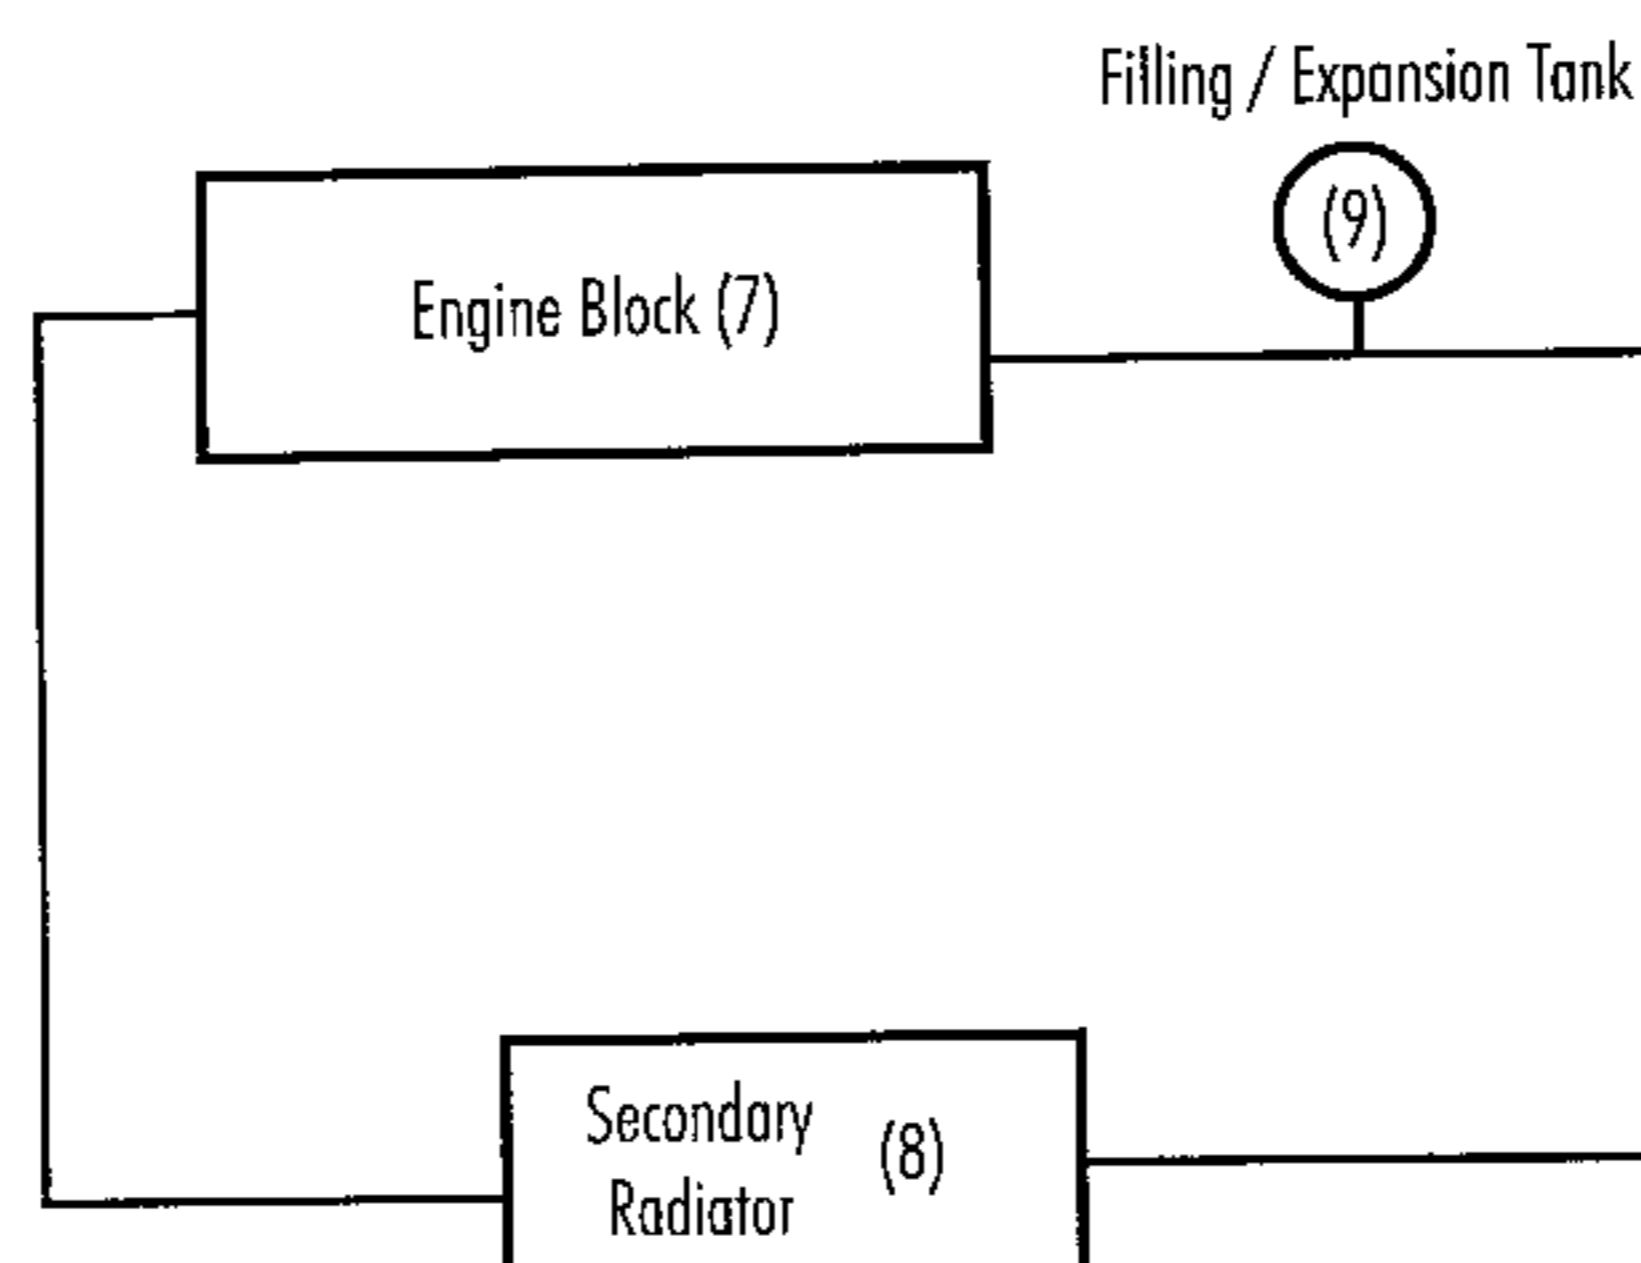 Filling / Expansion Tank
(9)
Engine Block (7)
Secondary
Radiator
(8)